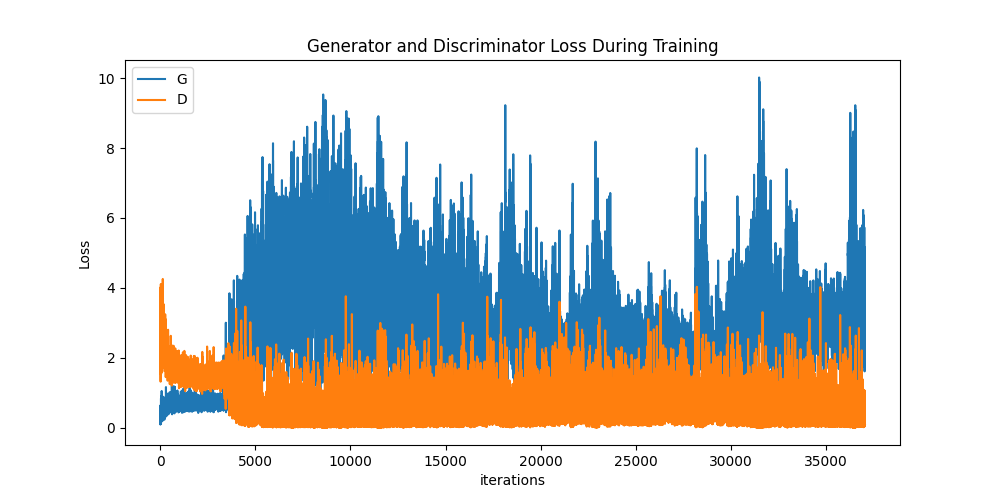 Generator and Discriminator Loss During Training
G
D
10
8
6
4
2
0
Loss
0 5000 10000 15000 20000 25000 30000 35000
iterations